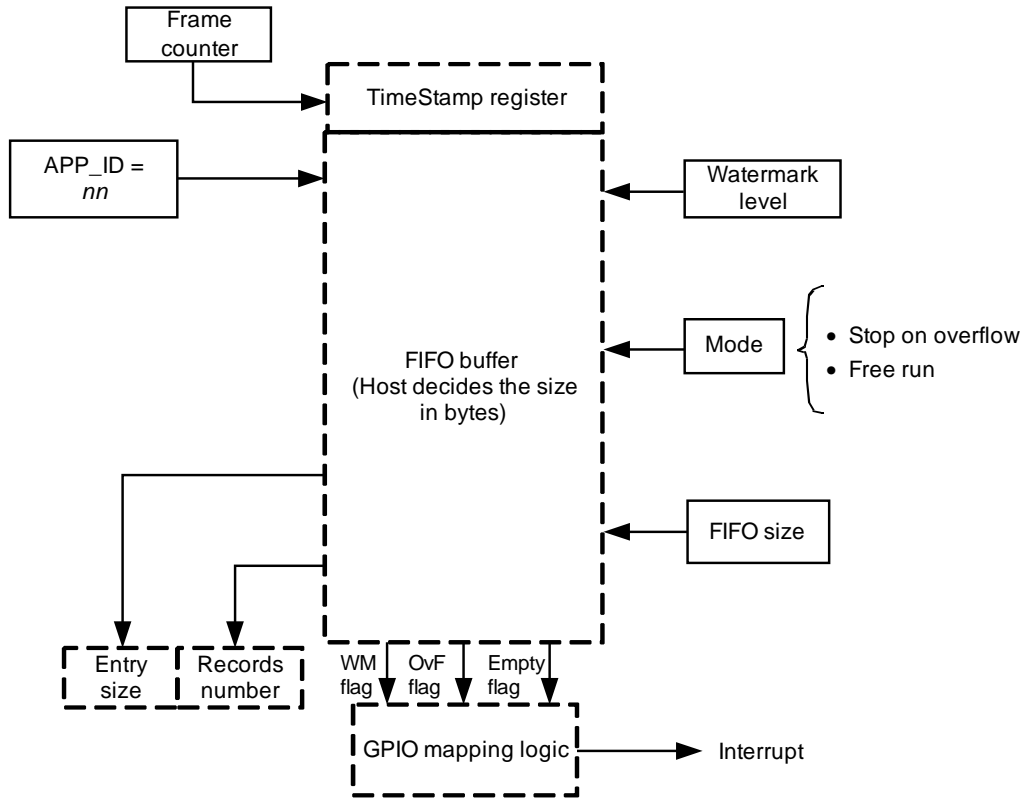 Frame
counter
TimeStamp register
APP_ID =
nn
Watermark
level
Mode
• Stop on overflow
• Free run
FIFO buffer
(Host decides the size
in bytes)
FIFO size
Entry
size
Records
number
WM
flag
OvF
flag
Empty
flag
GPIO mapping logic
Interrupt